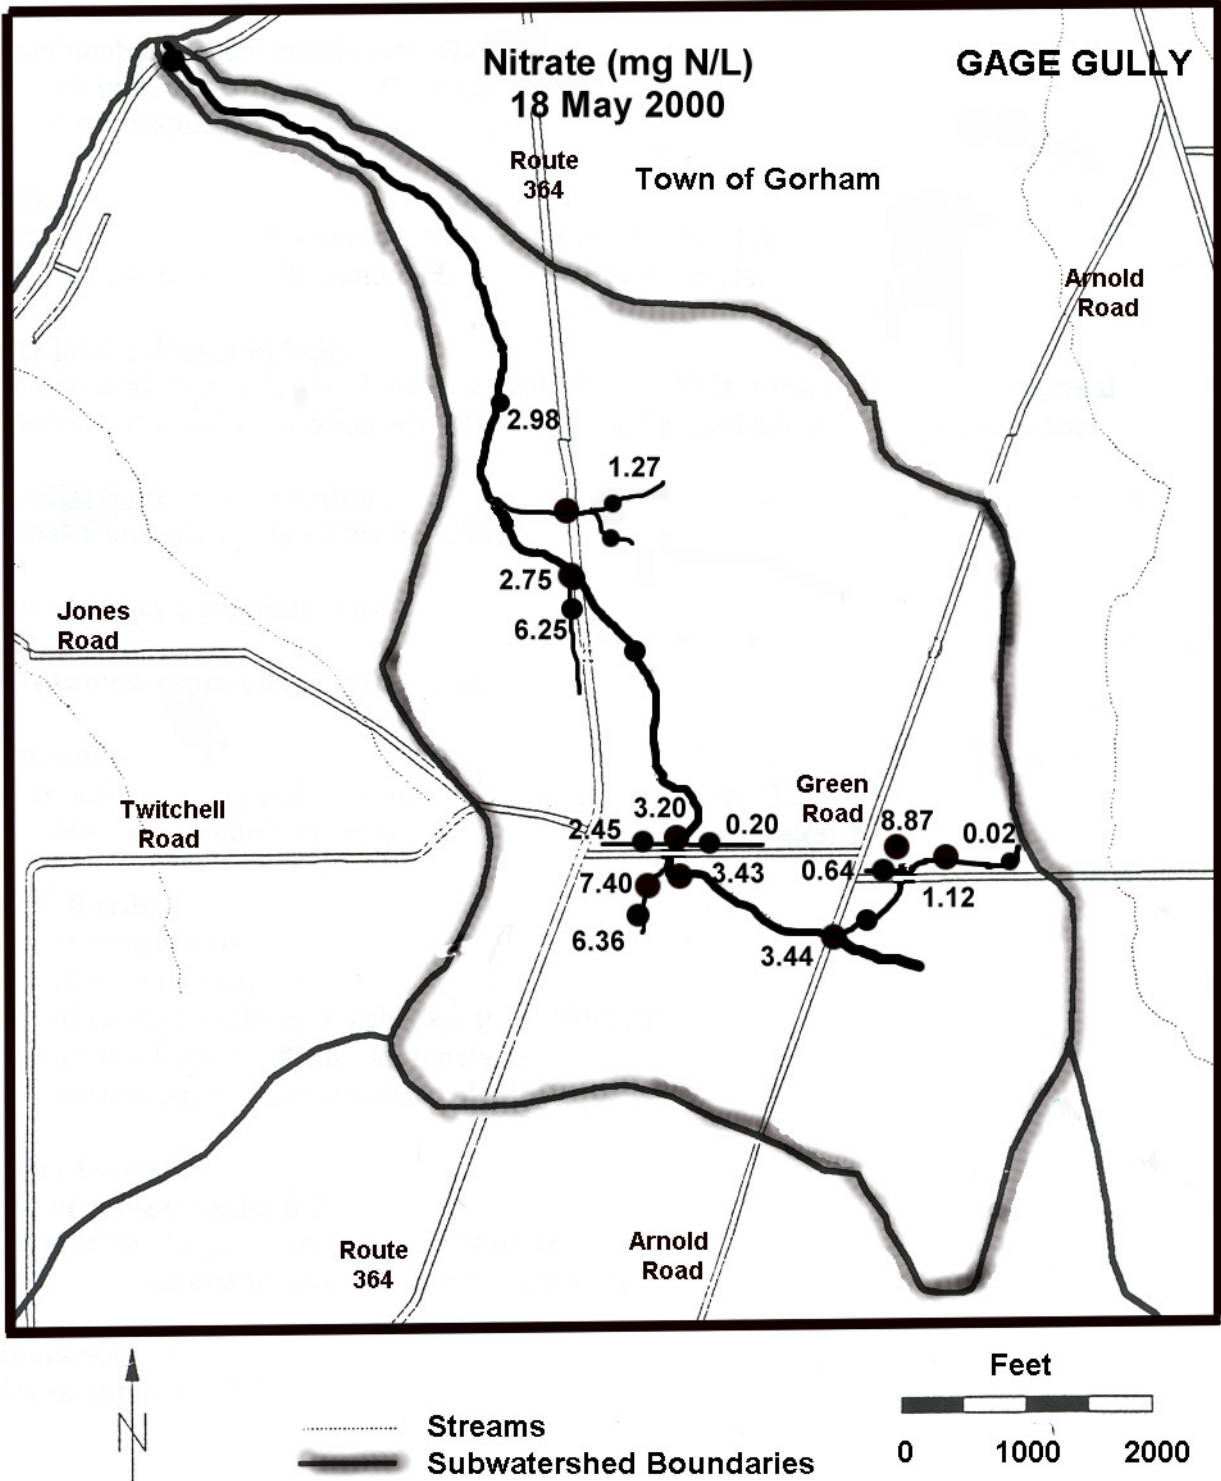 Nitrate (mg N/L)
18 May 2000
GAGE GULLY
Route
364
Town of Gorham
Arnold
Road
2.98
1.27
2.75
6.25
Jones
Road
Twitchell
Road
Green
Road
3.20
2.45
0.20
8.87
0.02
0.64
7.40
3.43
1.12
6.36
3.44
Route
364
Arnold
Road
Feet
0 1000 2000
N
Streams
Subwatershed Boundaries